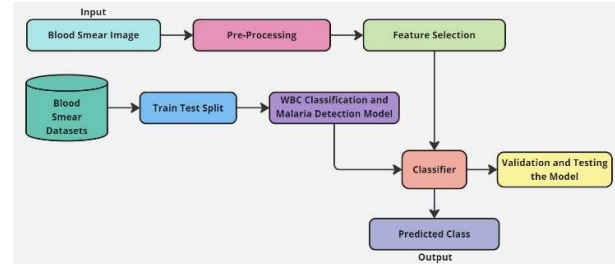 Input
Blood Smear Image
Pre-Processing
Feature Selection
Blood
Smear
Datasets
Train Test Split
WBC Classification and
Malaria Detection Model
Classifier
Validation and Testing
the Model
Predicted Class
Output